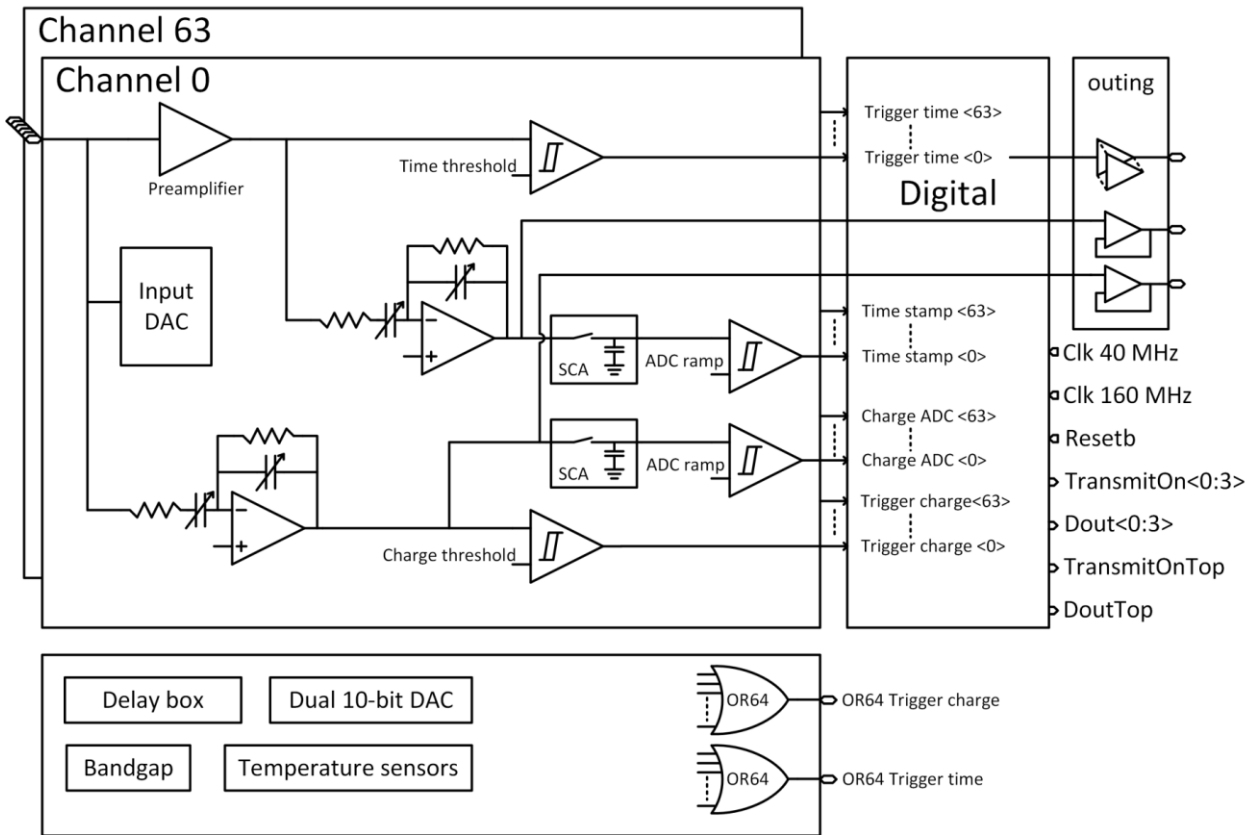 Channel 63
Channel 0
Preamplifier
Time threshold
Input
DAC
−
+
SCA
ADC ramp
SCA
ADC ramp
−
+
Charge threshold
Trigger time <63>
Trigger time <0>
Digital
Time stamp <63>
Time stamp <0>
Charge ADC <63>
Charge ADC <0>
Trigger charge<63>
Trigger charge <0>
outing
Clk 40 MHz
Clk 160 MHz
Resetb
TransmitOn<0:3>
Dout<0:3>
TransmitOnTop
DoutTop
Delay box
Dual 10-bit DAC
Bandgap
Temperature sensors
OR64
OR64 Trigger charge
OR64
OR64 Trigger time